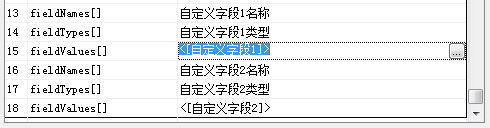 13 fieldNames[] 自定义字段1名称
14 fieldTypes[] 自定义字段1类型
15 fieldValues[] <[自定义字段1]> ...
16 fieldNames[] 自定义字段2名称
17 fieldTypes[] 自定义字段2类型
18 fieldValues[] <[自定义字段2]>